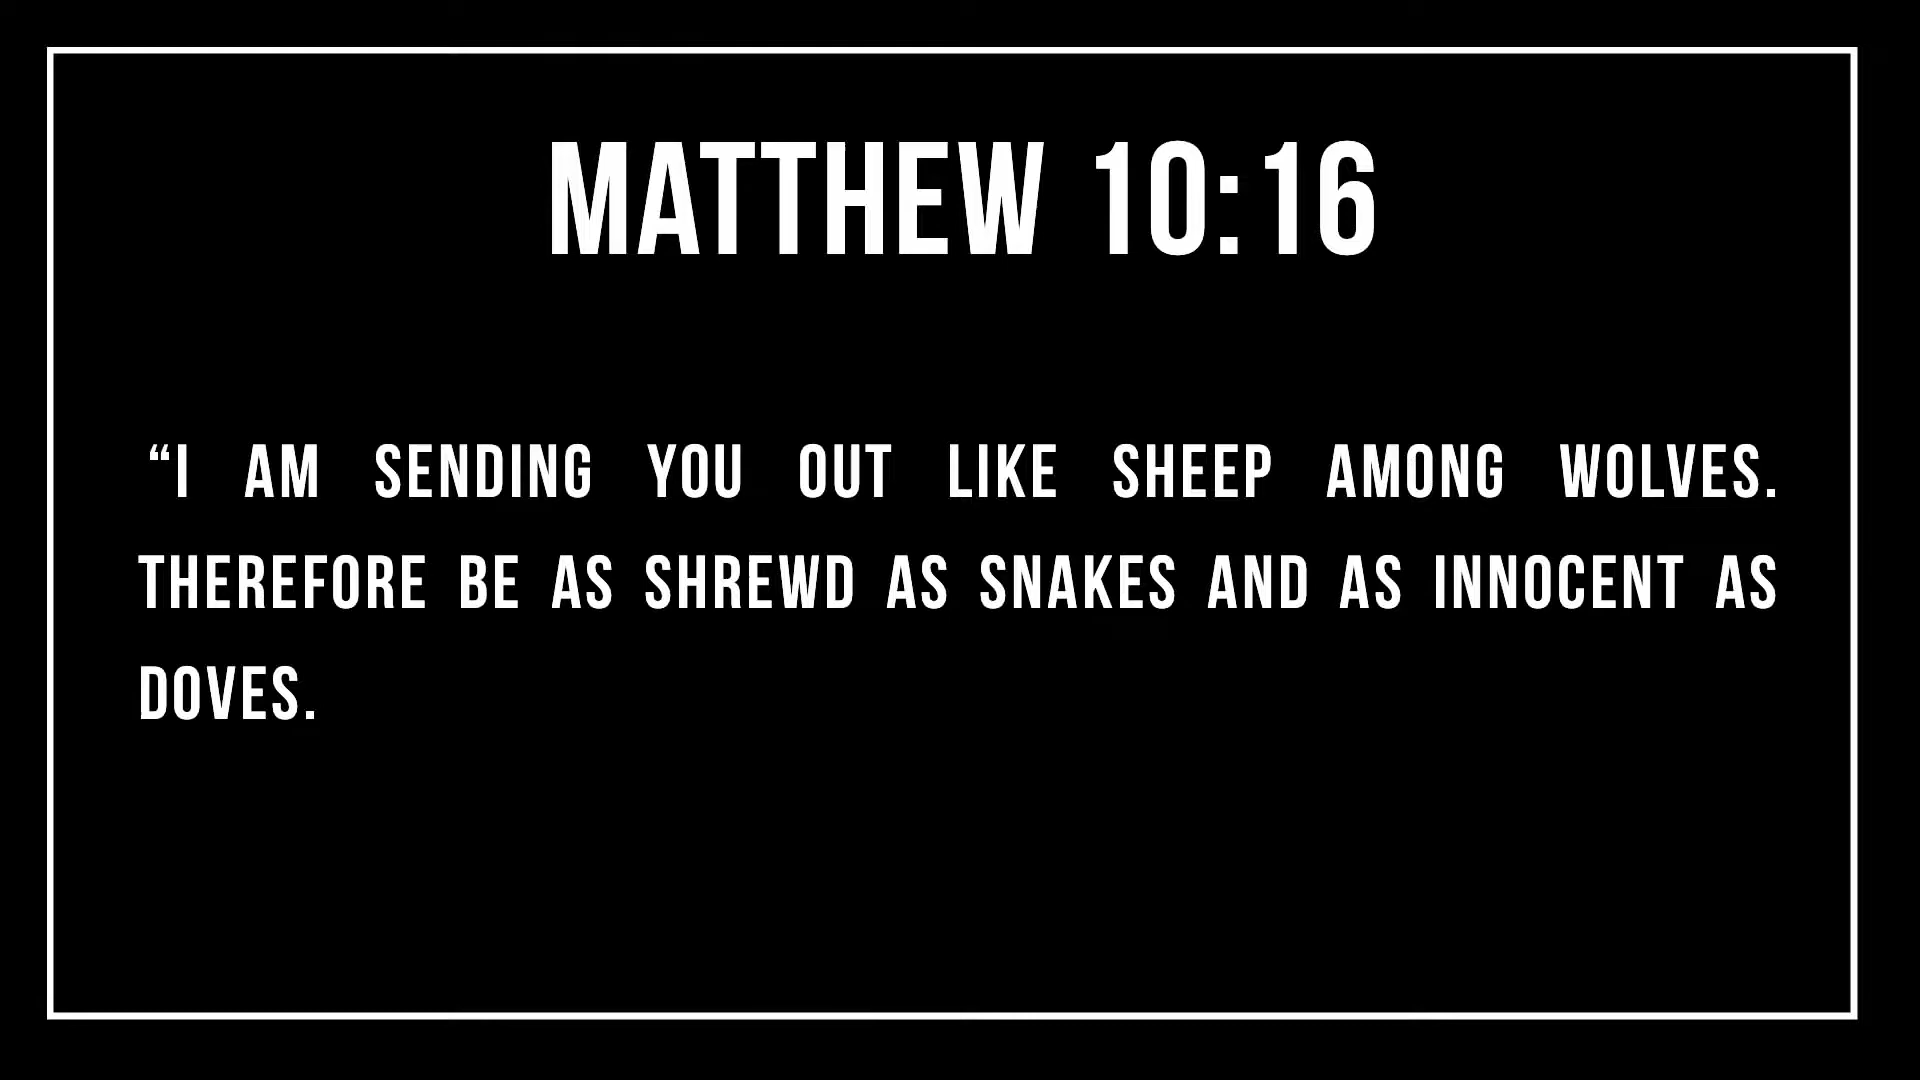 MATTHEW 10:16
“I AM SENDING YOU OUT LIKE SHEEP AMONG WOLVES.
THEREFORE BE AS SHREWD AS SNAKES AND AS INNOCENT AS
DOVES.